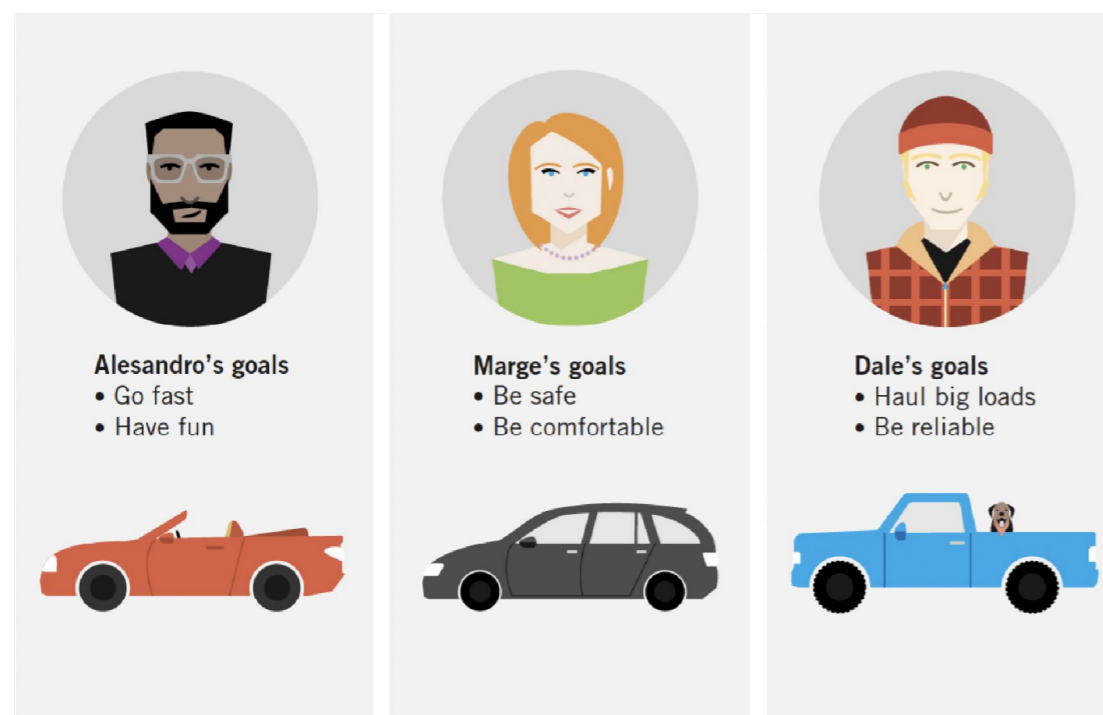 Alesandro's goals
• Go fast
• Have fun
Marge's goals
• Be safe
• Be comfortable
Dale's goals
• Haul big loads
• Be reliable